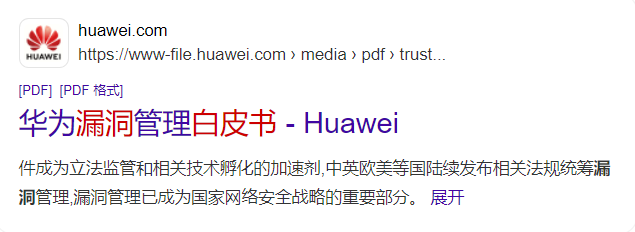 HUAWEI
huawei.com
https://www-file.huawei.com › media › pdf › trust...
[PDF] [PDF 格式]
华为漏洞管理白皮书 - Huawei
件成为立法监管和相关技术孵化的加速剂,中英欧美等国陆续发布相关法规统筹漏
洞管理,漏洞管理已成为国家网络安全战略的重要部分。 展开